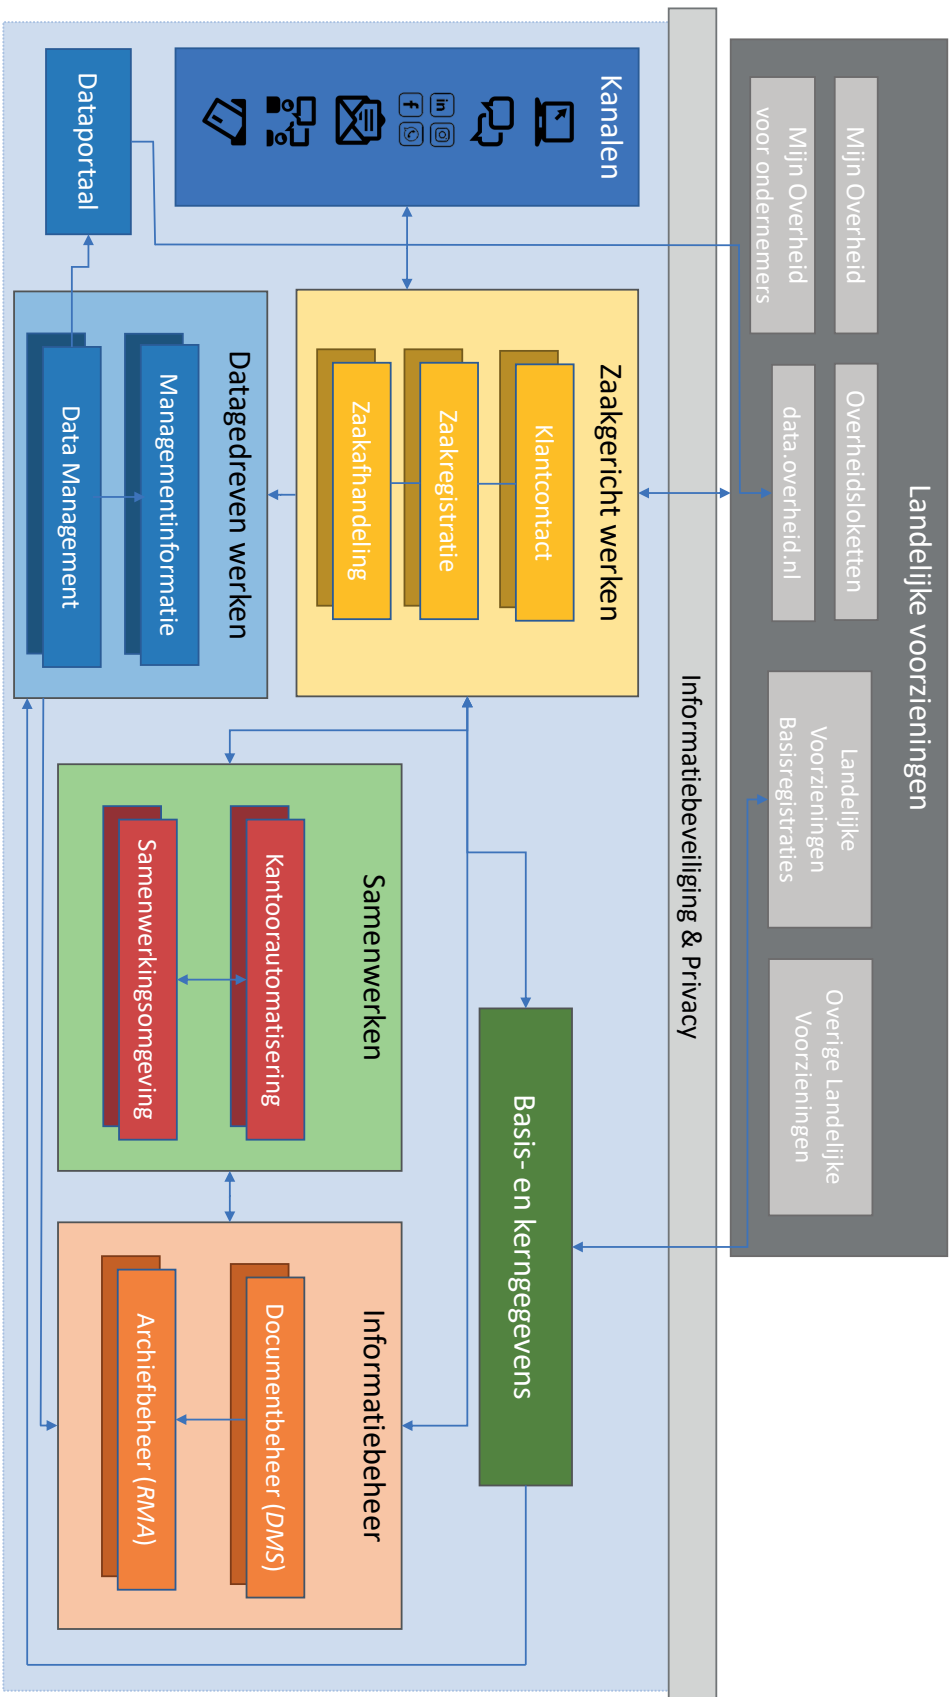 Landelijke voorzieningen
Mijn Overheid
Overheidsloketten
Landelijke
Voorzieningen
Basisregistraties
Overige Landelijke
Voorzieningen
Mijn Overheid
voor ondernemers
data.overheid.nl
Informatiebeveiliging & Privacy
Kanalen
in
f
Zaakgericht werken
Klantcontact
Zaakregistratie
Zaakafhandeling
Basis- en kerngegevens
Samenwerken
Kantoorautomatisering
Samenwerkingsomgeving
Informatiebeheer
Documentbeheer (DMS)
Archiefbeheer (RMA)
Datagedreven werken
Managementinformatie
Data Management
Dataportaal